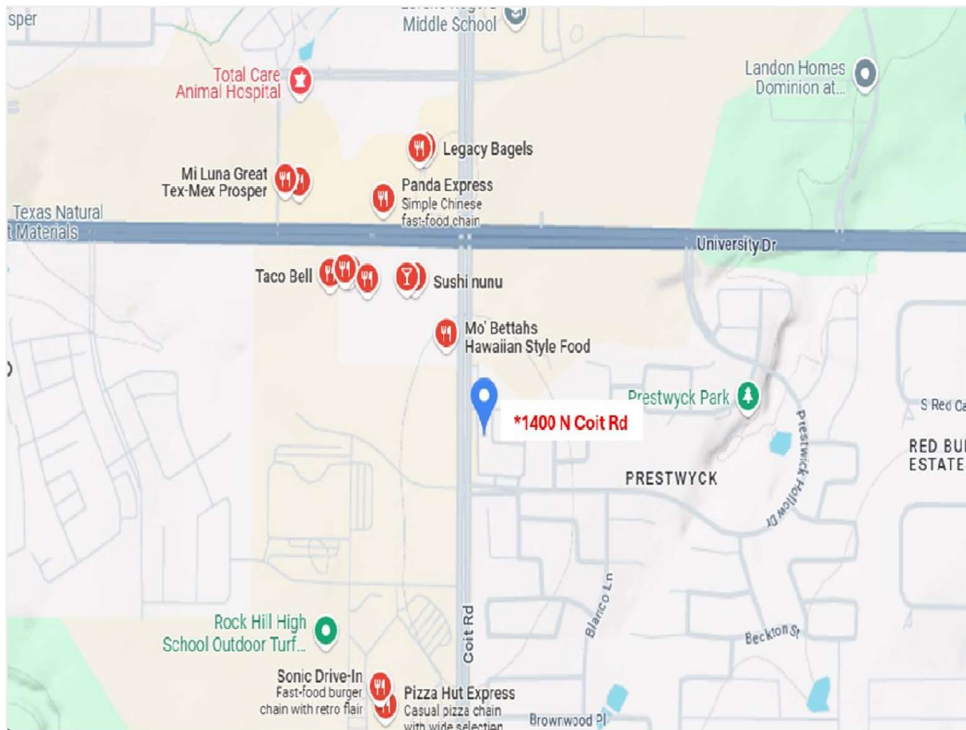 sper
Middle School
Total Care
Animal Hospital
Landon Homes
Dominion at...
Legacy Bagels
Mi Luna Great
Tex-Mex Prosper
Panda Express
Simple Chinese
fast-food chain
Texas Natural
t Materials
University Dr
Taco Bell
Sushi nunu
Mo' Bettahs
Hawaiian Style Food
Prestwyck Park
*1400 N Coit Rd
S Red Oa
RED BU
ESTATE
PRESTWYCK
Prestwick Hollow Dr
Blanco Ln
Coit Rd
Rock Hill High
School Outdoor Turf...
Beckton St
Sonic Drive-In
Fast-food burger
chain with retro flair
Pizza Hut Express
Casual pizza chain
with wide selection
Brownwood Pl